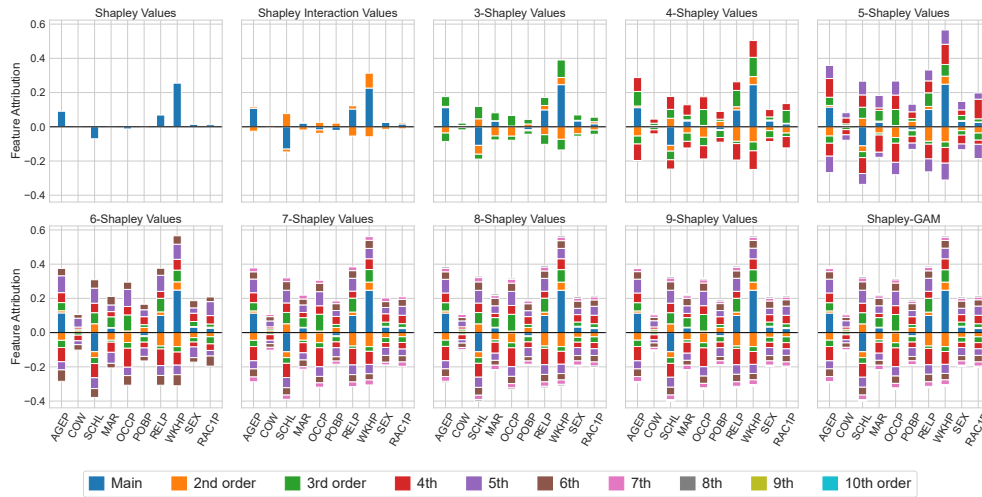 Shapley Values
Shapley Interaction Values
3-Shapley Values
4-Shapley Values
5-Shapley Values
Feature Attribution
0.6
0.4
0.2
0.0
−0.2
−0.4
6-Shapley Values
7-Shapley Values
8-Shapley Values
9-Shapley Values
Shapley-GAM
Feature Attribution
0.6
0.4
0.2
0.0
−0.2
−0.4
AGEP COW SCHL MAR OCCP POBP RELP WKHP SEX RAC1P
AGEP COW SCHL MAR OCCP POBP RELP WKHP SEX RAC1P
AGEP COW SCHL MAR OCCP POBP RELP WKHP SEX RAC1P
AGEP COW SCHL MAR OCCP POBP RELP WKHP SEX RAC1P
AGEP COW SCHL MAR OCCP POBP RELP WKHP SEX RAC1P
Main 2nd order 3rd order 4th 5th 6th 7th 8th 9th 10th order